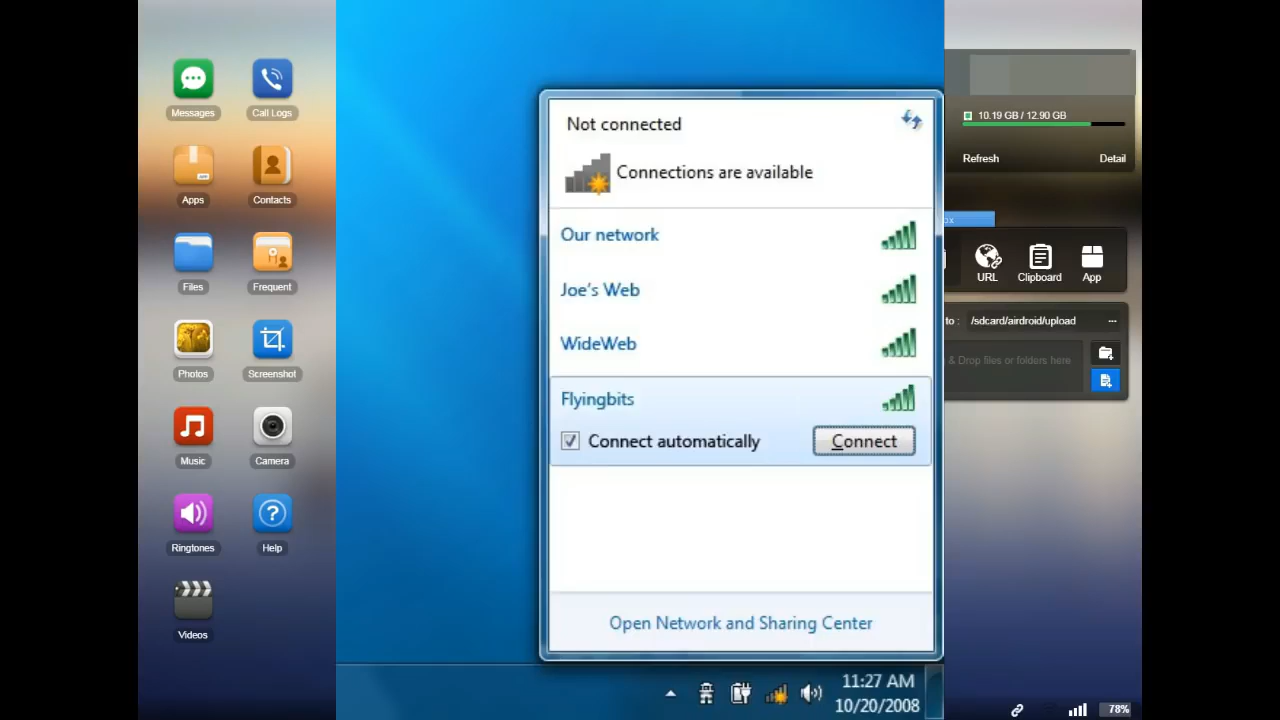 Messages
Call Logs
Apps
Contacts
Files
Frequent
Photos
Screenshot
Music
Camera
Ringtones
Help
Videos
Not connected
Connections are available
Our network
Joe's Web
WideWeb
Flyingbits
Connect automatically
Connect
Open Network and Sharing Center
11:27 AM
10/20/2008
10.19 GB / 12.90 GB
Refresh
Detail
ox
URL
Clipboard
App
to : /sdcard/airdroid/upload ...
& Drop files or folders here
78%